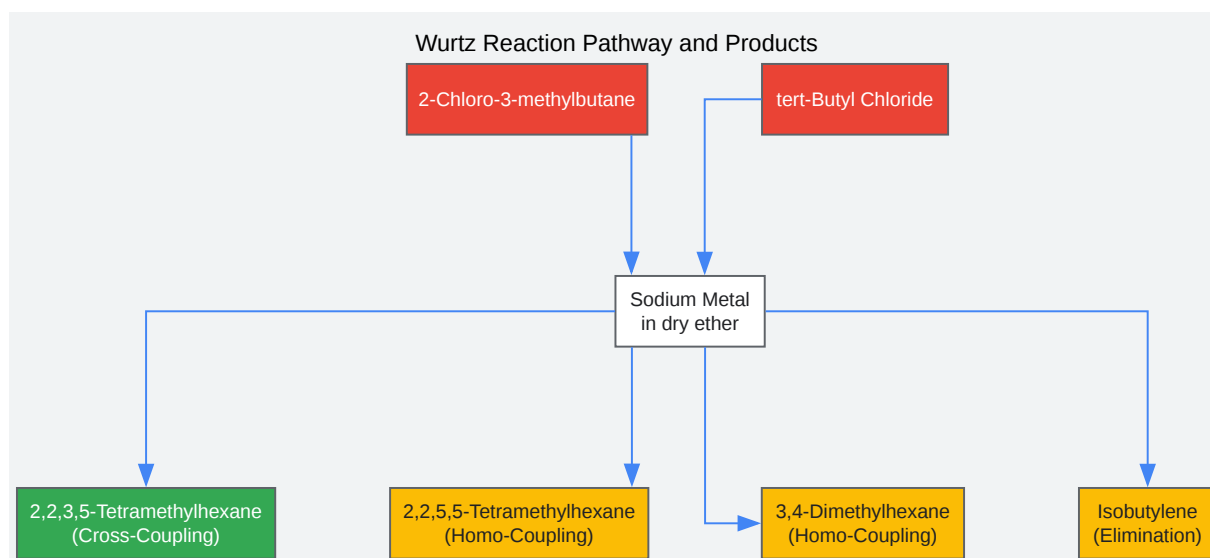 Wurtz Reaction Pathway and Products
2-Chloro-3-methylbutane
tert-Butyl Chloride
Sodium Metal
in dry ether
2,2,3,5-Tetramethylhexane
(Cross-Coupling)
2,2,5,5-Tetramethylhexane
(Homo-Coupling)
3,4-Dimethylhexane
(Homo-Coupling)
Isobutylene
(Elimination)